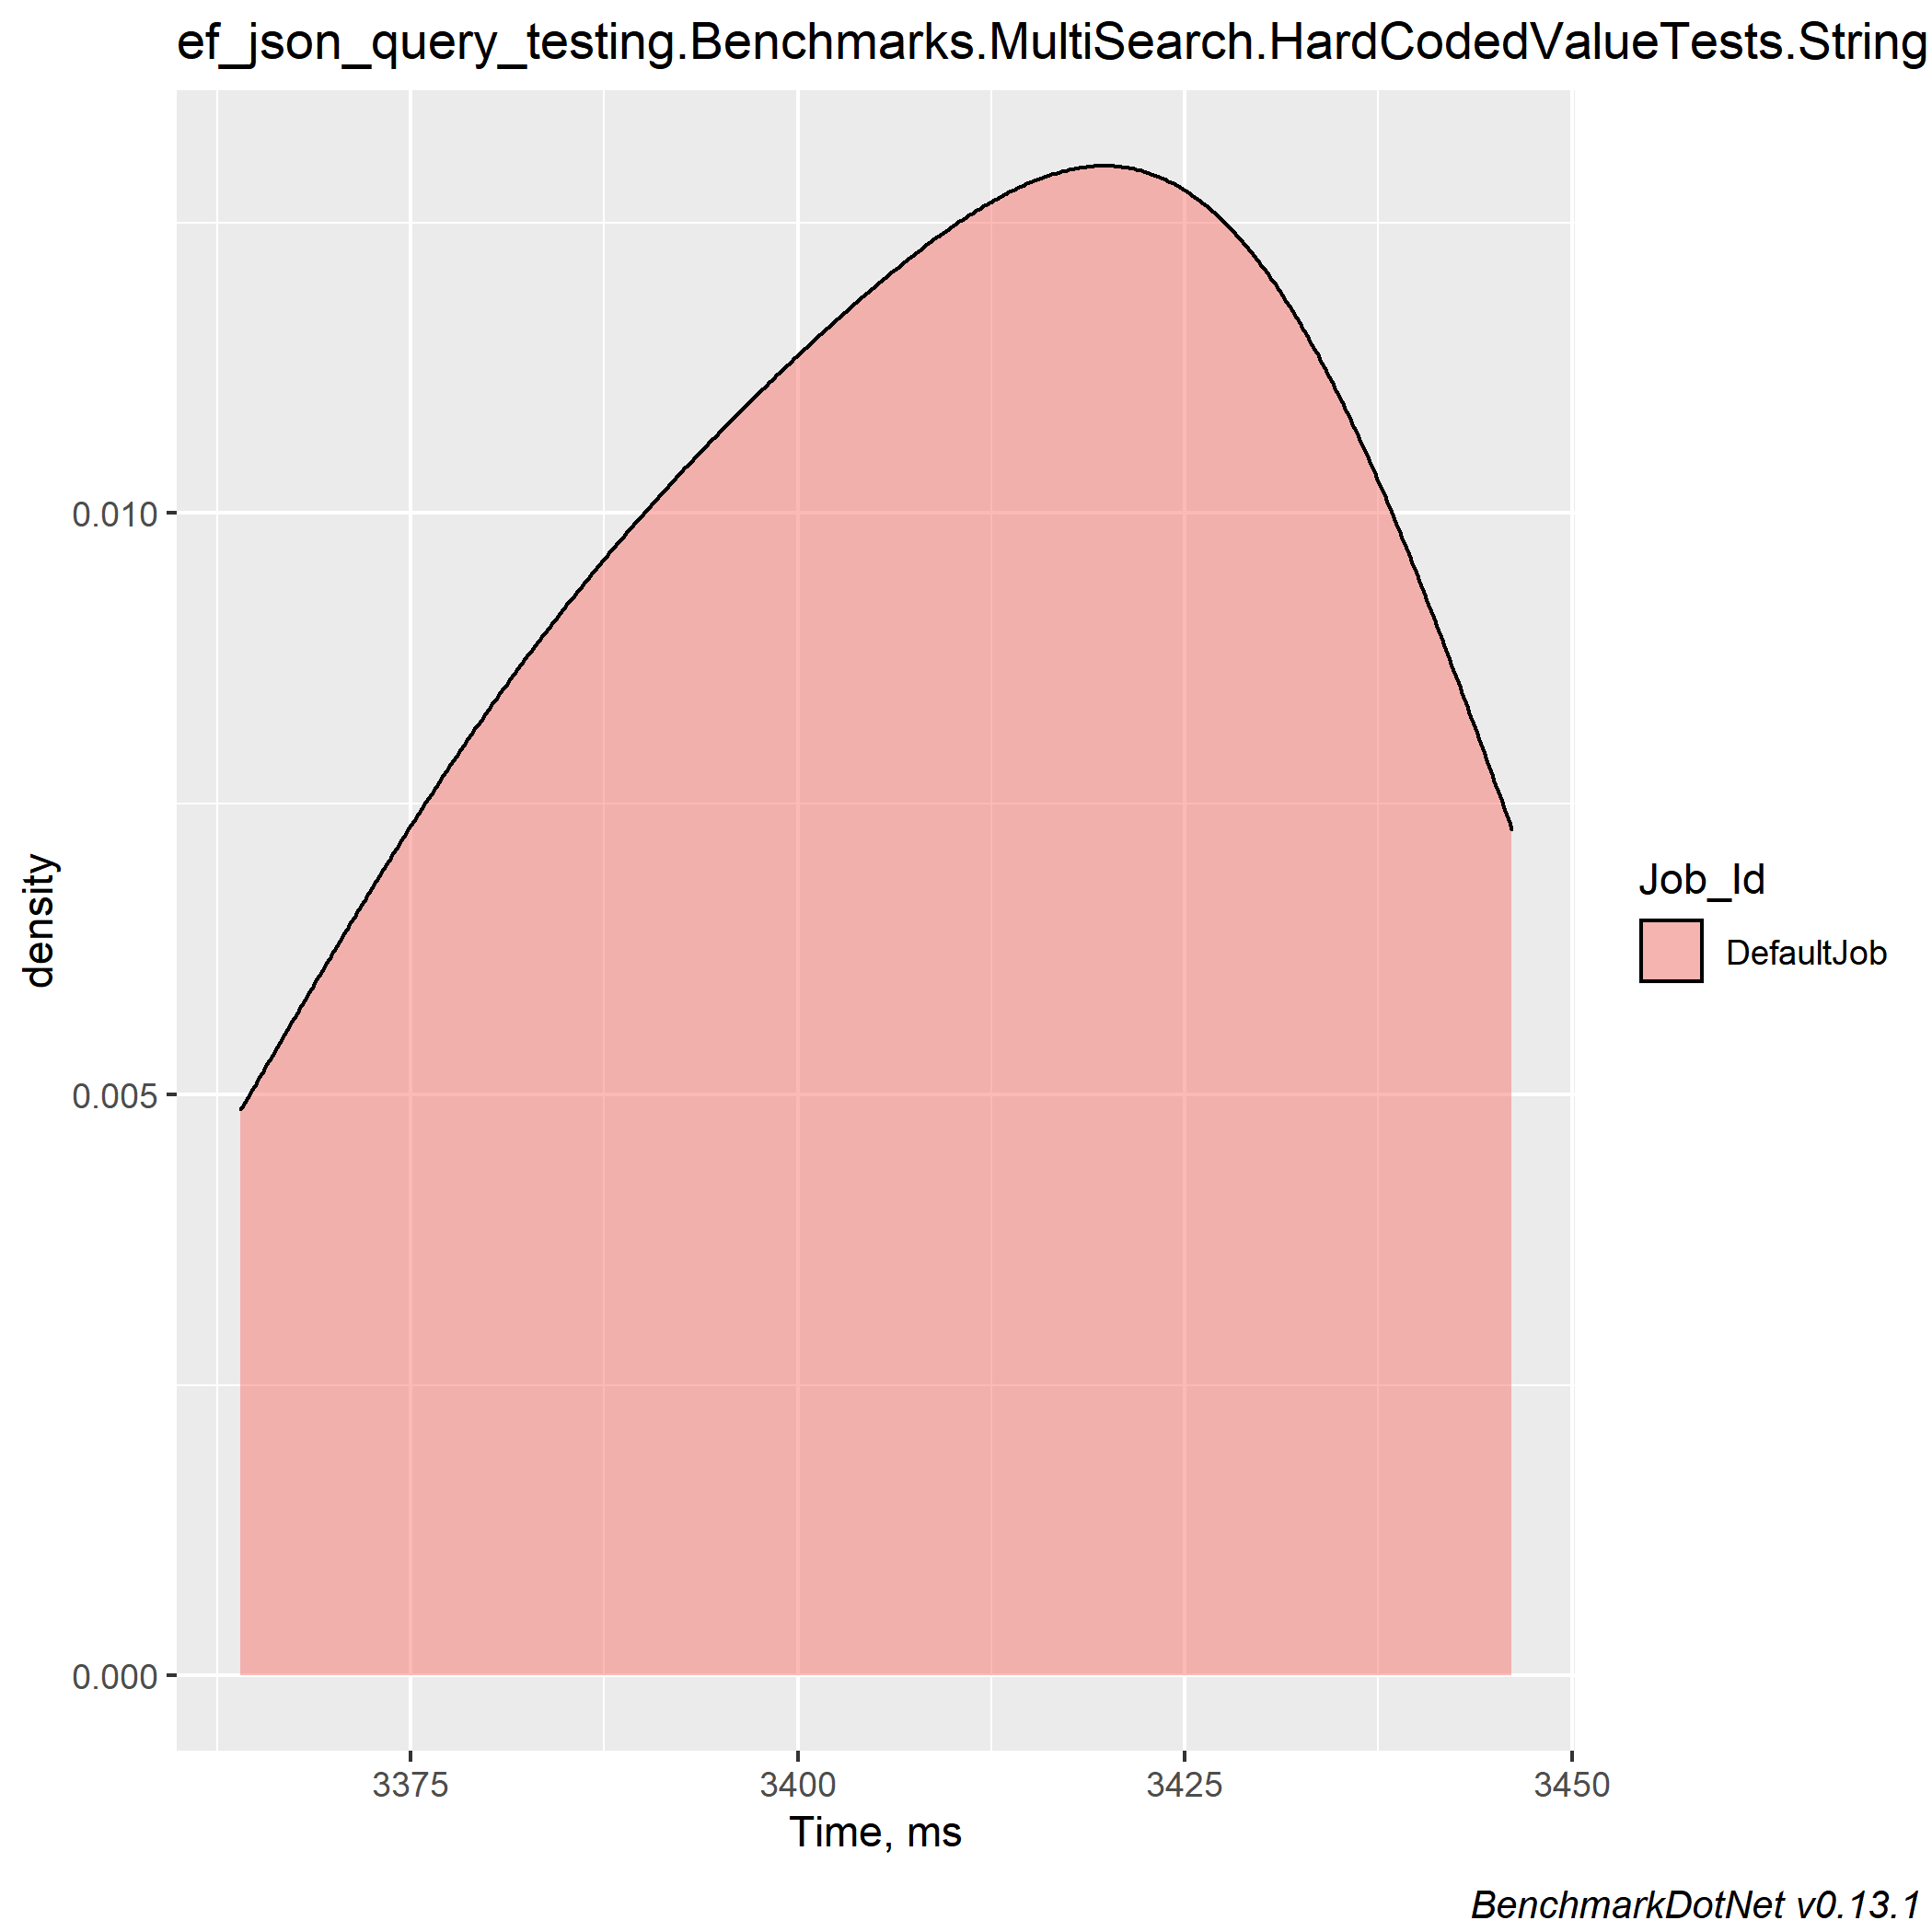 ef_json_query_testing.Benchmarks.MultiSearch.HardCodedValueTests.String
density
0.010
0.005
0.000
3375 3400 3425 3450
Time, ms
Job_Id
DefaultJob
BenchmarkDotNet v0.13.1